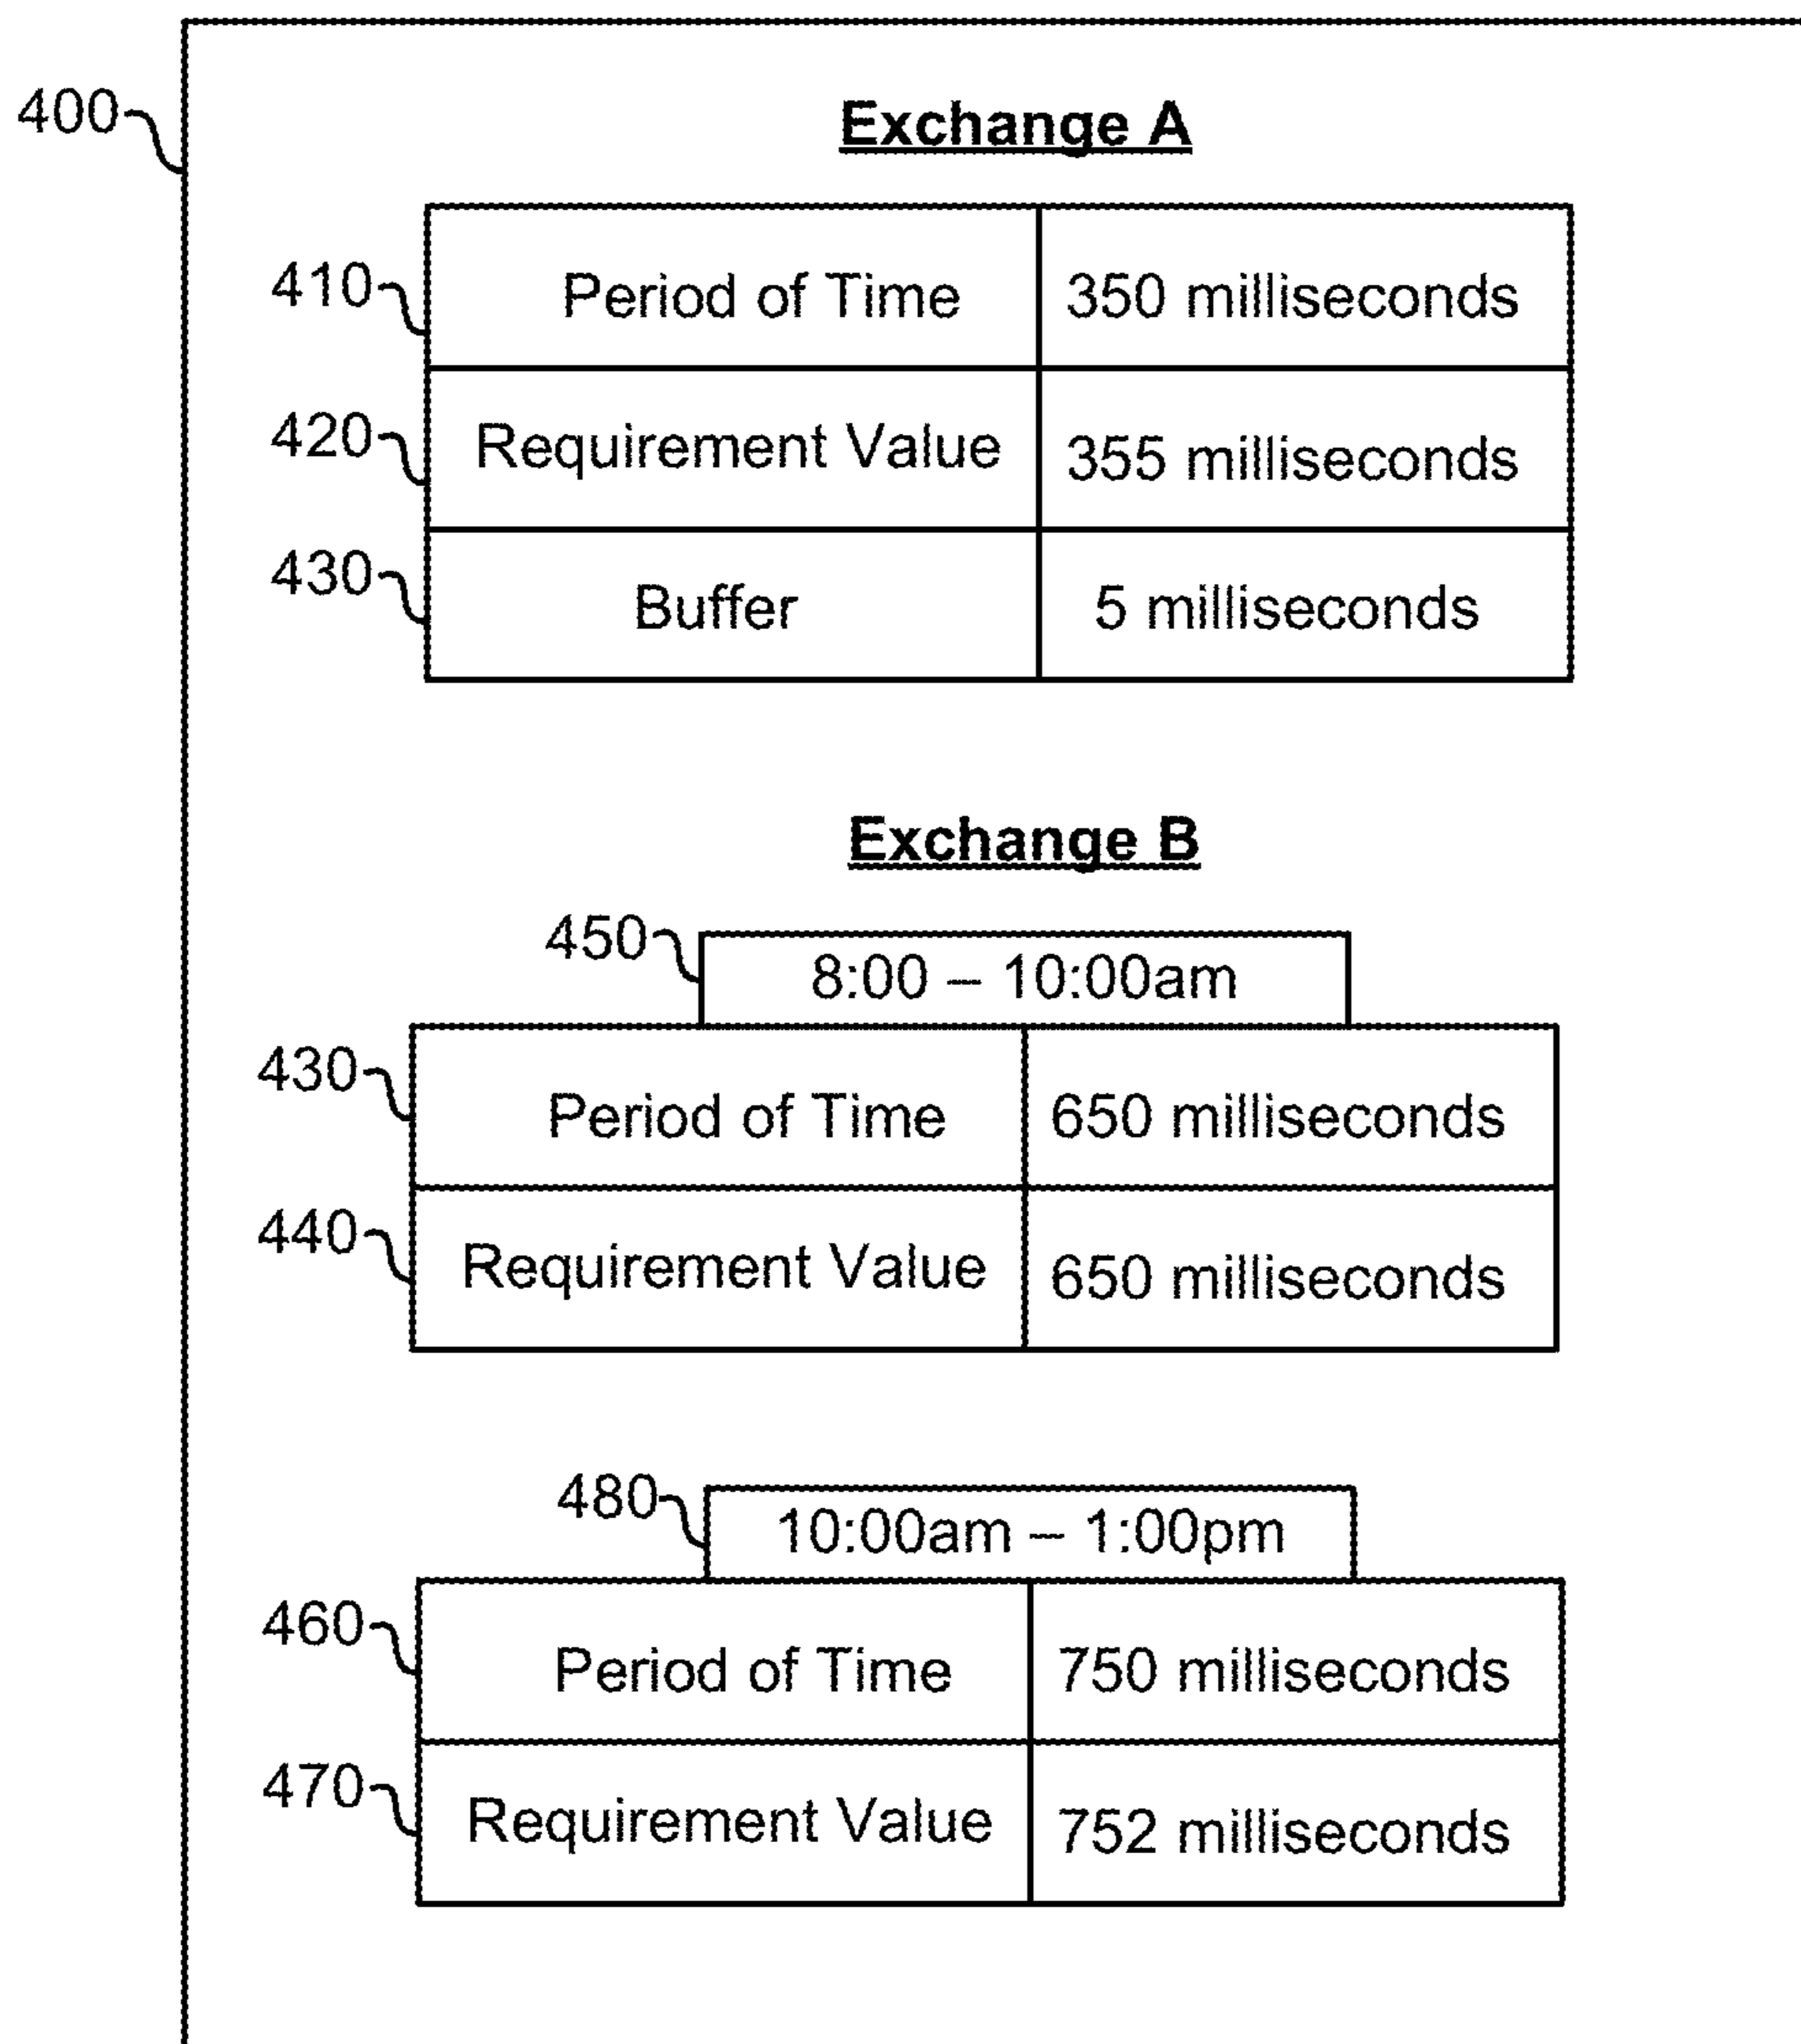 400
Exchange A
410 Period of Time 350 milliseconds
420 Requirement Value 355 milliseconds
430 Buffer 5 milliseconds
Exchange B
450 8:00 – 10:00am
430 Period of Time 650 milliseconds
440 Requirement Value 650 milliseconds
480 10:00am – 1:00pm
460 Period of Time 750 milliseconds
470 Requirement Value 752 milliseconds